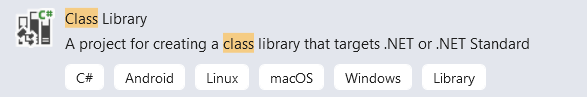 C#
Class Library
A project for creating a class library that targets .NET or .NET Standard
C# Android Linux macOS Windows Library